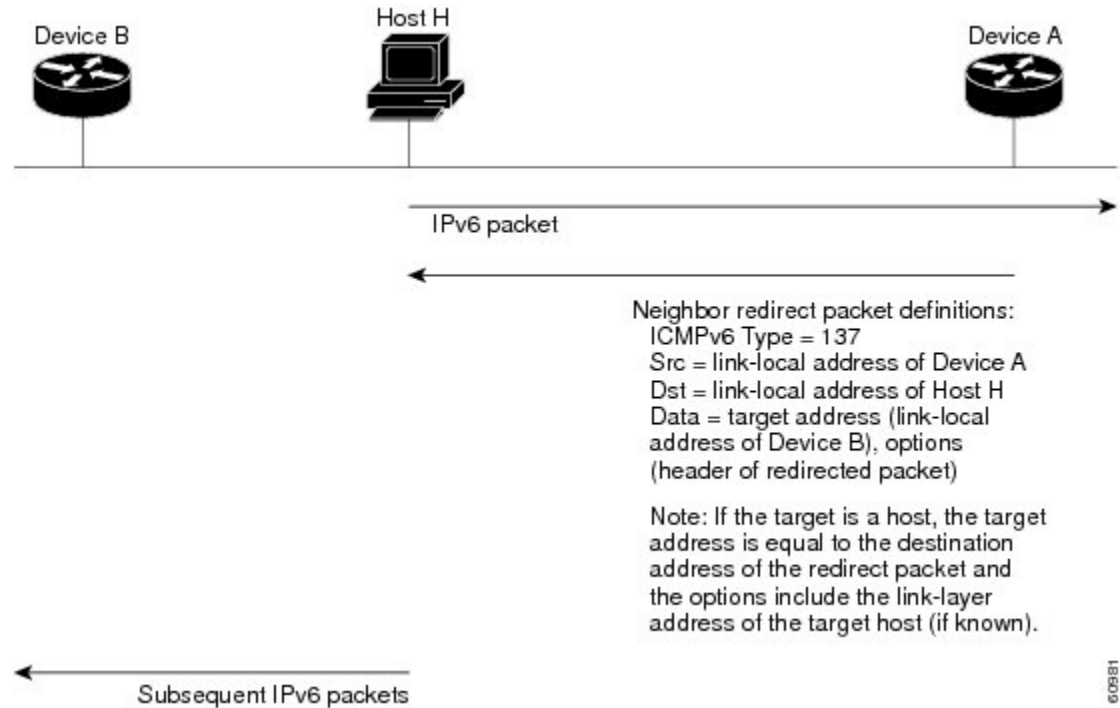 Device B
Host H
Device A
IPv6 packet
Neighbor redirect packet definitions:
ICMPv6 Type = 137
Src = link-local address of Device A
Dst = link-local address of Host H
Data = target address (link-local
address of Device B), options
(header of redirected packet)
Note: If the target is a host, the target
address is equal to the destination
address of the redirect packet and
the options include the link-layer
address of the target host (if known).
Subsequent IPv6 packets
60981